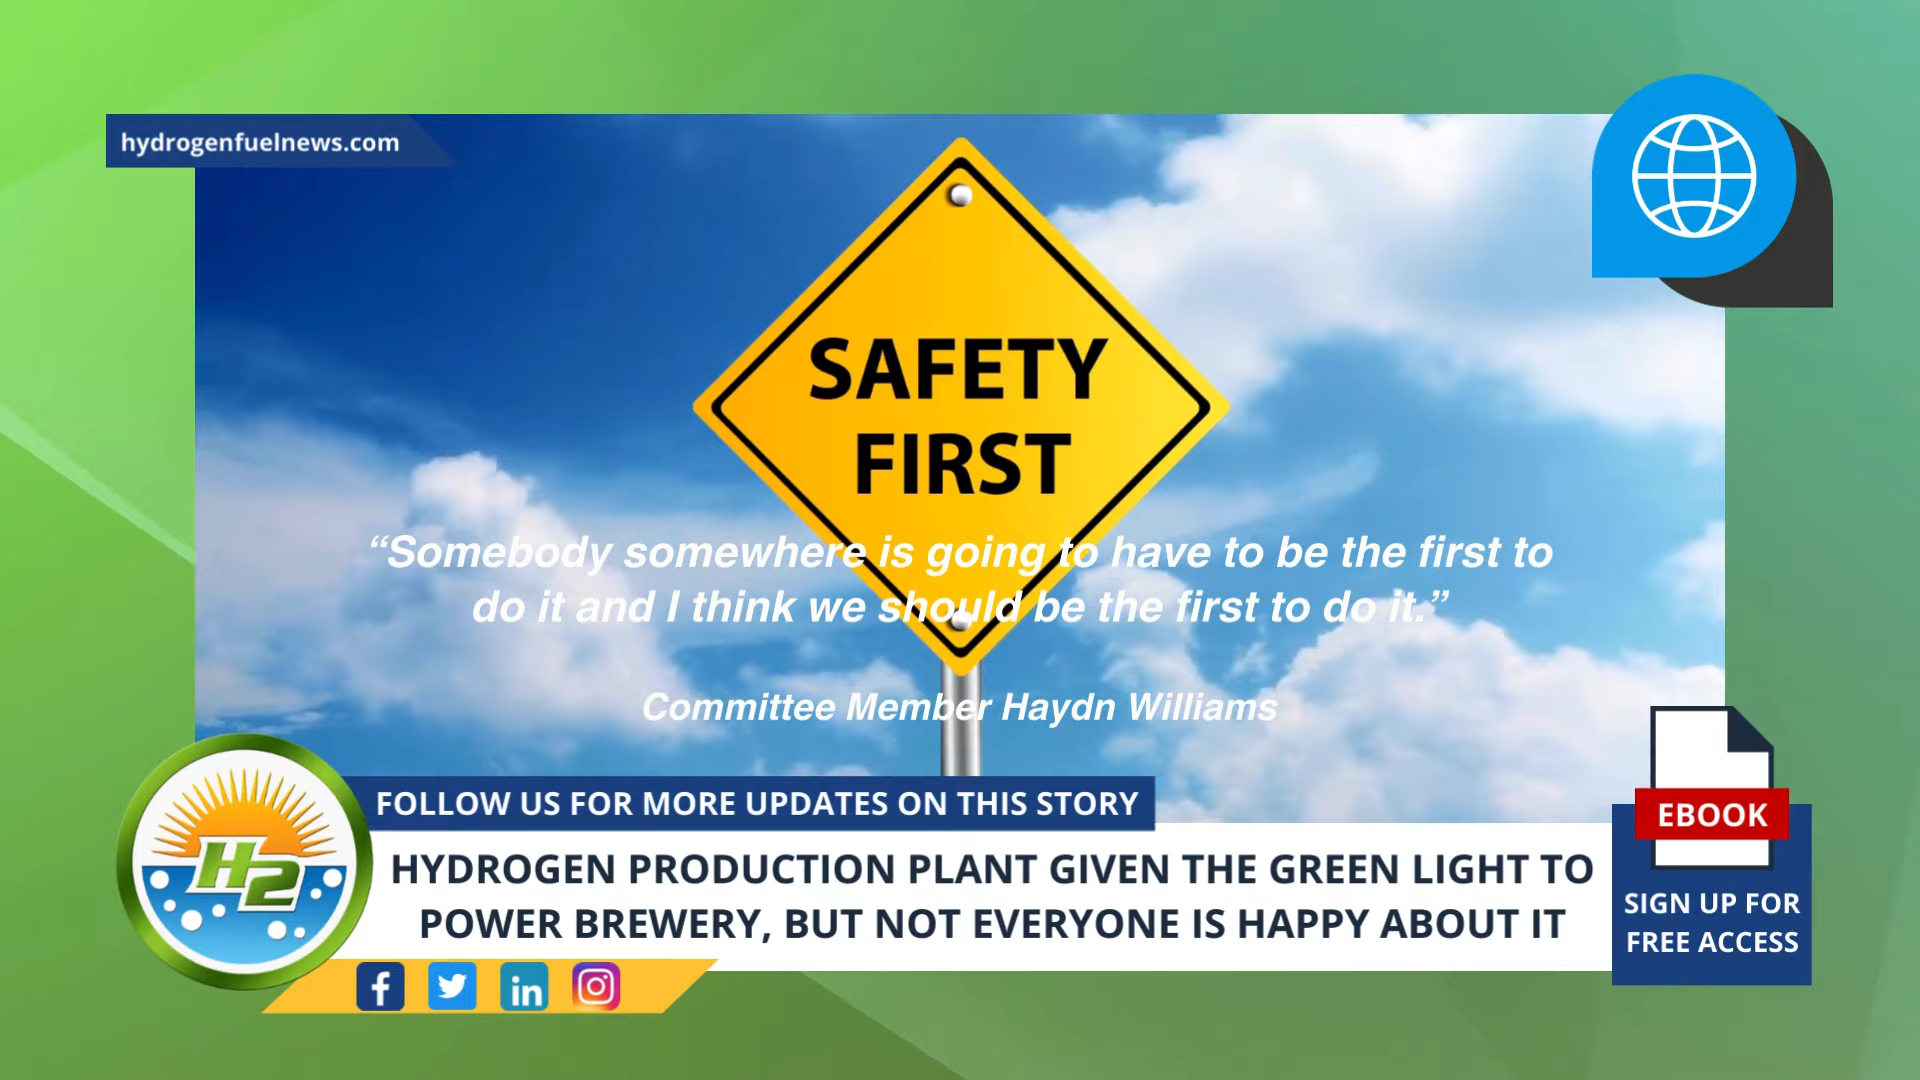 hydrogenfuelnews.com
SAFETY
FIRST
“Somebody somewhere is going to have to be the first to
do it and I think we should be the first to do it.”
Committee Member Haydn Williams
FOLLOW US FOR MORE UPDATES ON THIS STORY
HYDROGEN PRODUCTION PLANT GIVEN THE GREEN LIGHT TO
POWER BREWERY, BUT NOT EVERYONE IS HAPPY ABOUT IT
H2
EBOOK
SIGN UP FOR
FREE ACCESS